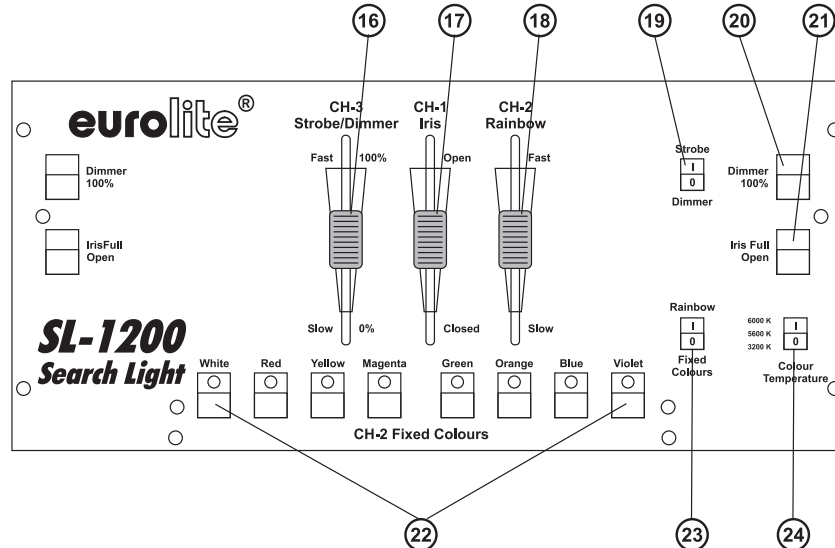 16 17 18 19 20 21
eurolite®
CH-3
Strobe/Dimmer
CH-1
Iris
CH-2
Rainbow
Fast 100%
Open
Fast
Slow 0%
Closed
Slow
Dimmer
100%
IrisFull
Open
Strobe
I
0
Dimmer
Dimmer
100%
Iris Full
Open
SL-1200
Search Light
White Red Yellow Magenta Green Orange Blue Violet
CH-2 Fixed Colours
Rainbow
I
0
Fixed
Colours
6000 K
5600 K
3200 K
I
0
Colour
Temperature
22 23 24